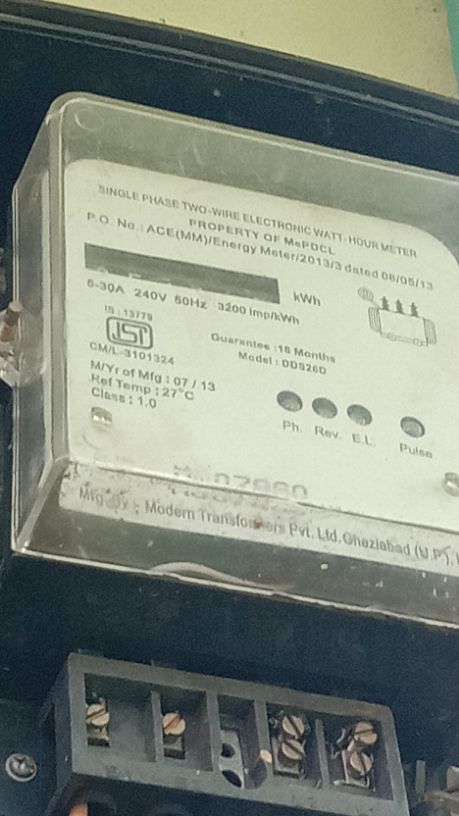 SINGLE PHASE TWO-WIRE ELECTRONIC WATT-HOUR METER
PROPERTY OF MePDCL
P.O. No.: ACE(MM)/Energy Meter/2013/3 dated 08/05/13
kWh
5-30A 240V 50Hz 3200 imp/kWh
IS : 13779
ISI
CM/L-3101324
Guarantee :18 Months
Model : DDS26D
M/Yr of Mfg : 07 / 13
Ref Temp : 27°C
Class : 1.0
Ph. Rev. E.L. Pulse
Mfg. By : Modern Transformers Pvt. Ltd. Ghaziabad (U.P.),